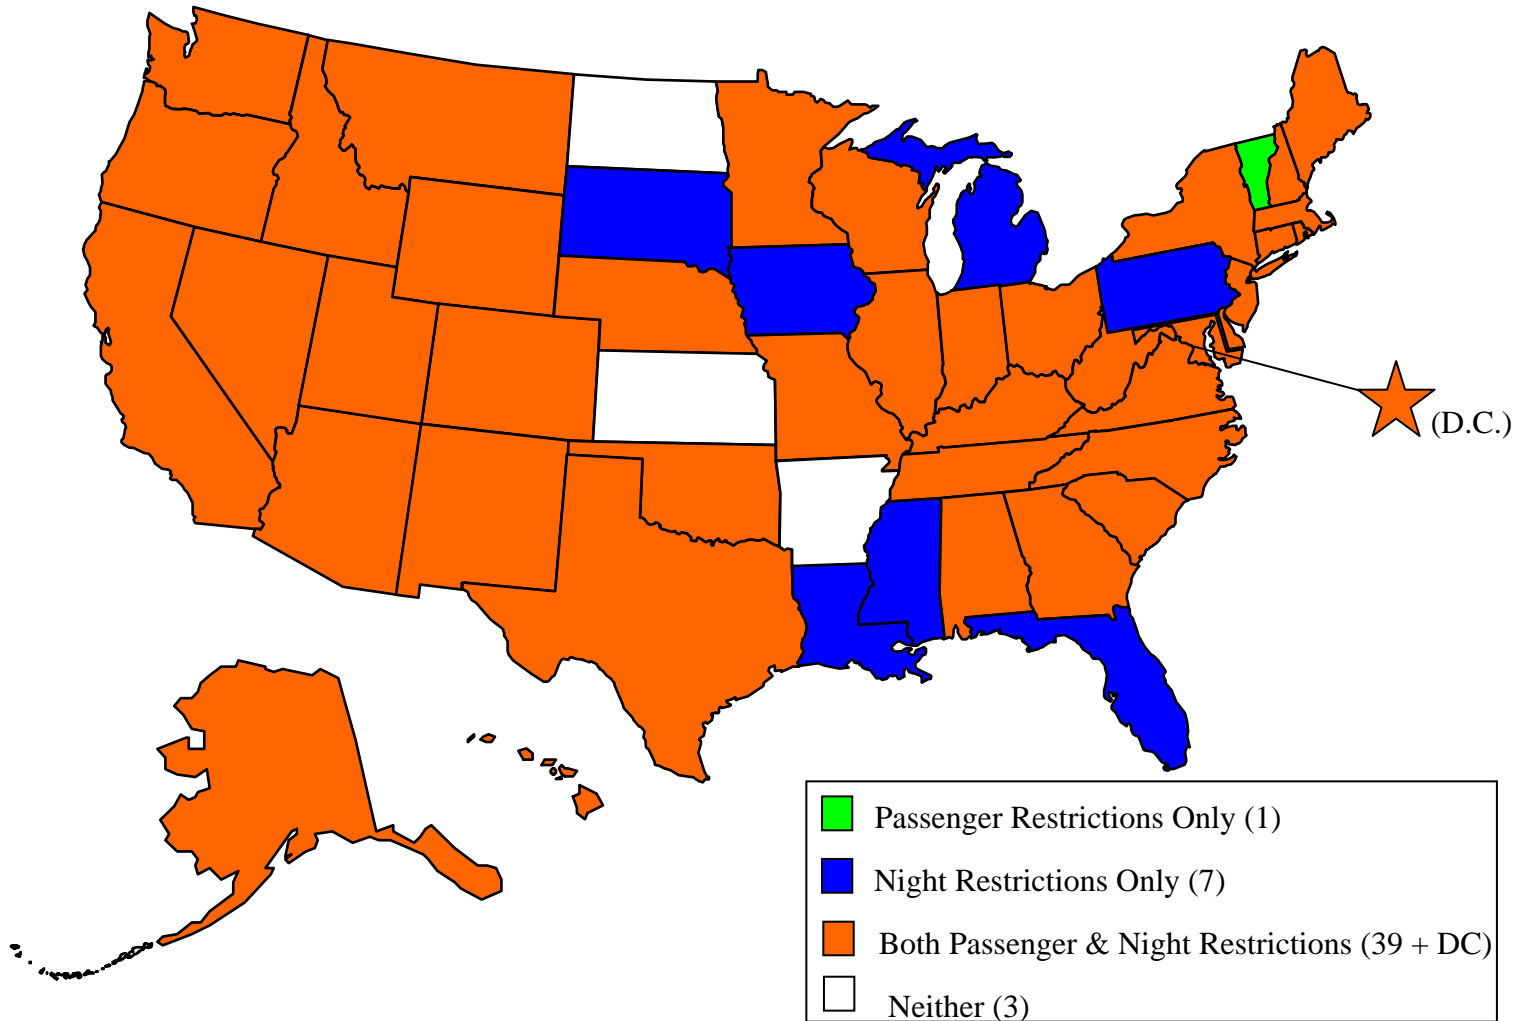 (D.C.)
Passenger Restrictions Only (1)
Night Restrictions Only (7)
Both Passenger & Night Restrictions (39 + DC)
Neither (3)